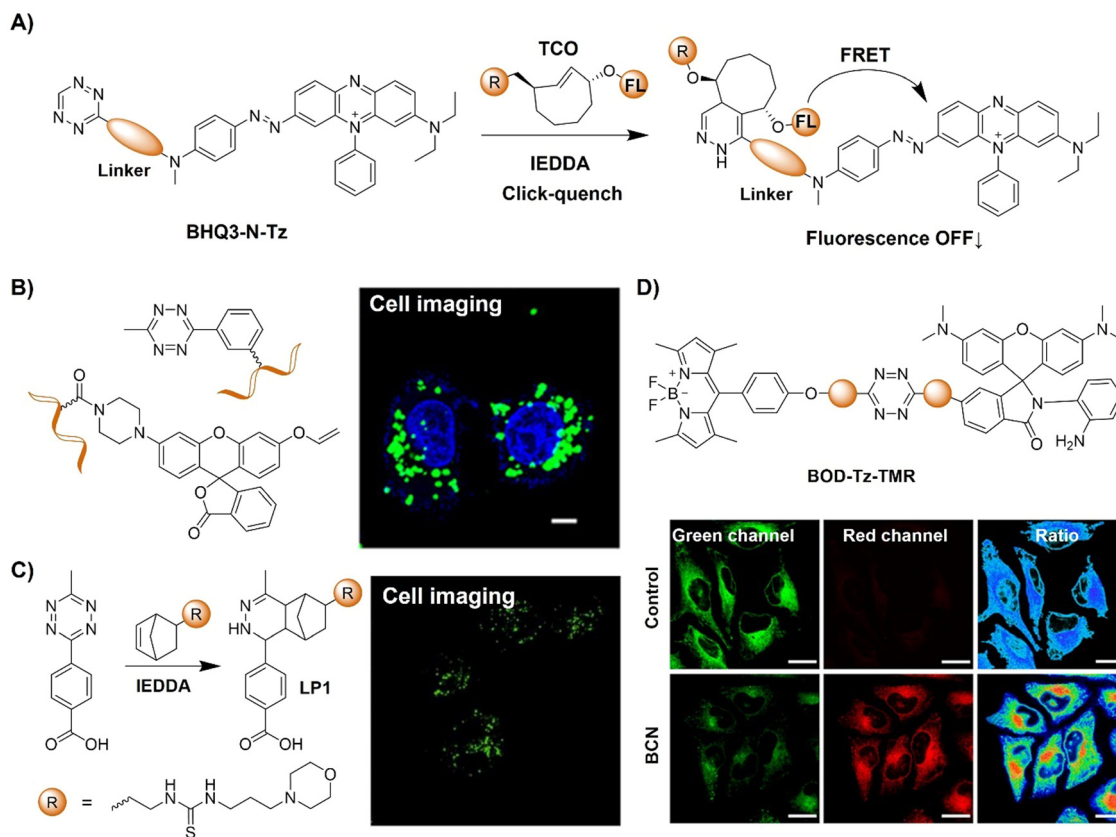 A)
TCO
R
O
FL
FRET
R
O
O
FL
N
N
N
N
Linker
N
N
N
N
N
+
N
IEDDA
Click-quench
N
N
H
Linker
N
N
N
N
N
+
N
BHQ3-N-Tz
Fluorescence OFF↓
B)
N
N
N
N
O
N
N
O
O
O
O
Cell imaging
C)
N
N
N
N
R
IEDDA
O
OH
R
N
HN
LP1
O
OH
Cell imaging
R
=
H
N
H
N
S
N
O
D)
F
F
B
-
N
+
N
O
N
N
N
N
N
O
N
N
O
H2N
BOD-Tz-TMR
Green channel
Red channel
Ratio
Control
BCN